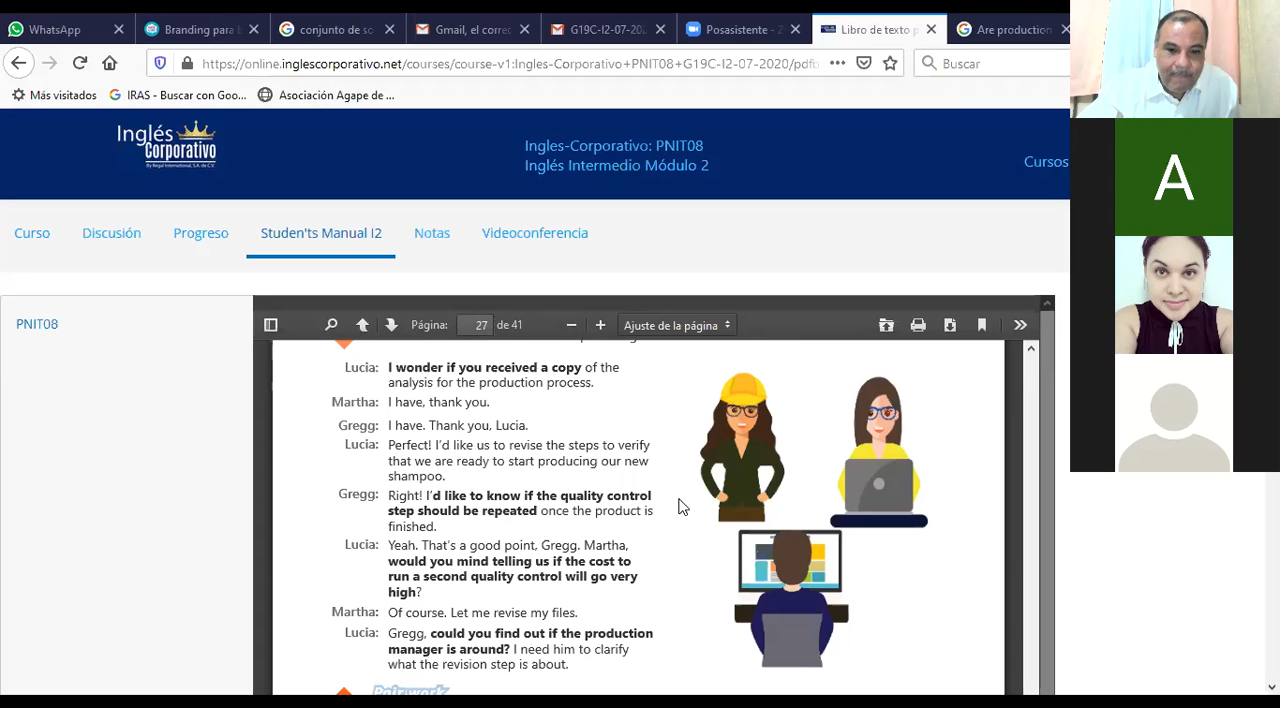 WhatsApp
Branding para l
conjunto de so
Gmail, el corre
G19C-I2-07-202
Posasistente - 2
Libro de texto p
Are production
https://online.inglescorporativo.net/courses/course-v1:Ingles-Corporativo+PNIT08+G19C-I2-07-2020/pdfb
Buscar
Más visitados
IRAS - Buscar con Goo...
Asociación Agape de ...
Inglés
Corporativo
By Regal International, S.A. de C.V.
Ingles-Corporativo: PNIT08
Inglés Intermedio Módulo 2
Cursos
Curso
Discusión
Progreso
Studen'ts Manual I2
Notas
Videoconferencia
PNIT08
Página:
27
de 41
Ajuste de la página
Lucia: I wonder if you received a copy of the
analysis for the production process.
Martha: I have, thank you.
Gregg: I have. Thank you, Lucia.
Lucia: Perfect! I'd like us to revise the steps to verify
that we are ready to start producing our new
shampoo.
Gregg: Right! I'd like to know if the quality control
step should be repeated once the product is
finished.
Lucia: Yeah. That's a good point, Gregg. Martha,
would you mind telling us if the cost to
run a second quality control will go very
high?
Martha: Of course. Let me revise my files.
Lucia: Gregg, could you find out if the production
manager is around? I need him to clarify
what the revision step is about.
Pair work
A